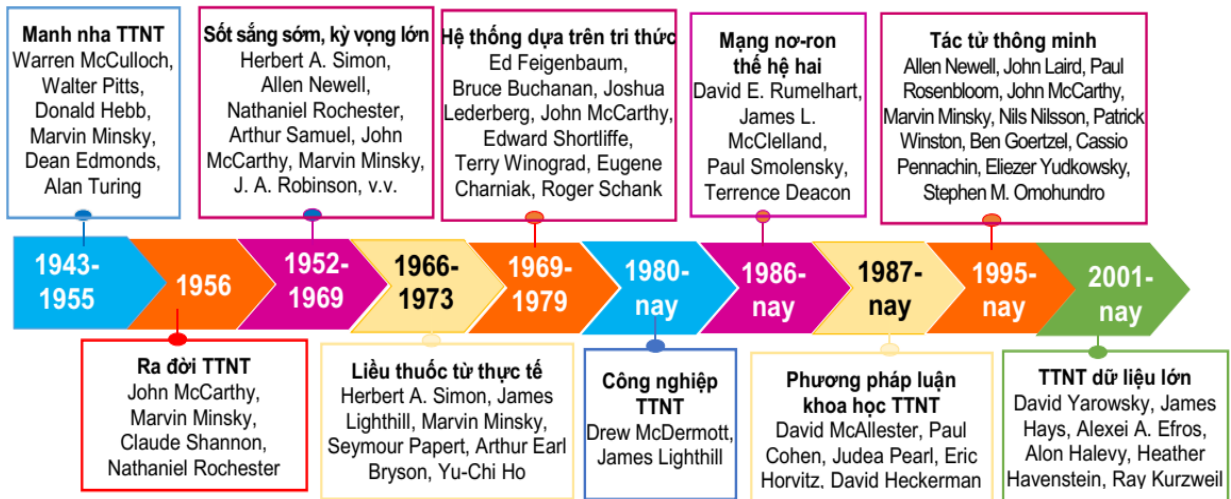 Manh nha TTNT
Warren McCulloch,
Walter Pitts,
Donald Hebb,
Marvin Minsky,
Dean Edmonds,
Alan Turing
Sốt sắng sớm, kỳ vọng lớn
Herbert A. Simon,
Allen Newell,
Nathaniel Rochester,
Arthur Samuel, John
McCarthy, Marvin Minsky,
J. A. Robinson, v.v.
Hệ thống dựa trên tri thức
Ed Feigenbaum,
Bruce Buchanan, Joshua
Lederberg, John McCarthy,
Edward Shortliffe,
Terry Winograd, Eugene
Charniak, Roger Schank
Mạng nơ-ron
thế hệ hai
David E. Rumelhart,
James L.
McClelland,
Paul Smolensky,
Terrence Deacon
Tác tử thông minh
Allen Newell, John Laird, Paul
Rosenbloom, John McCarthy,
Marvin Minsky, Nils Nilsson, Patrick
Winston, Ben Goertzel, Cassio
Pennachin, Eliezer Yudkowsky,
Stephen M. Omohundro
1943-
1955
1956
1952-
1969
1966-
1973
1969-
1979
1980-
nay
1986-
nay
1987-
nay
1995-
nay
2001-
nay
Ra đời TTNT
John McCarthy,
Marvin Minsky,
Claude Shannon,
Nathaniel Rochester
Liều thuốc từ thực tế
Herbert A. Simon, James
Lighthill, Marvin Minsky,
Seymour Papert, Arthur Earl
Bryson, Yu-Chi Ho
Công nghiệp
TTNT
Drew McDermott,
James Lighthill
Phương pháp luận
khoa học TTNT
David McAllester, Paul
Cohen, Judea Pearl, Eric
Horvitz, David Heckerman
TTNT dữ liệu lớn
David Yarowsky, James
Hays, Alexei A. Efros,
Alon Halevy, Heather
Havenstein, Ray Kurzweil